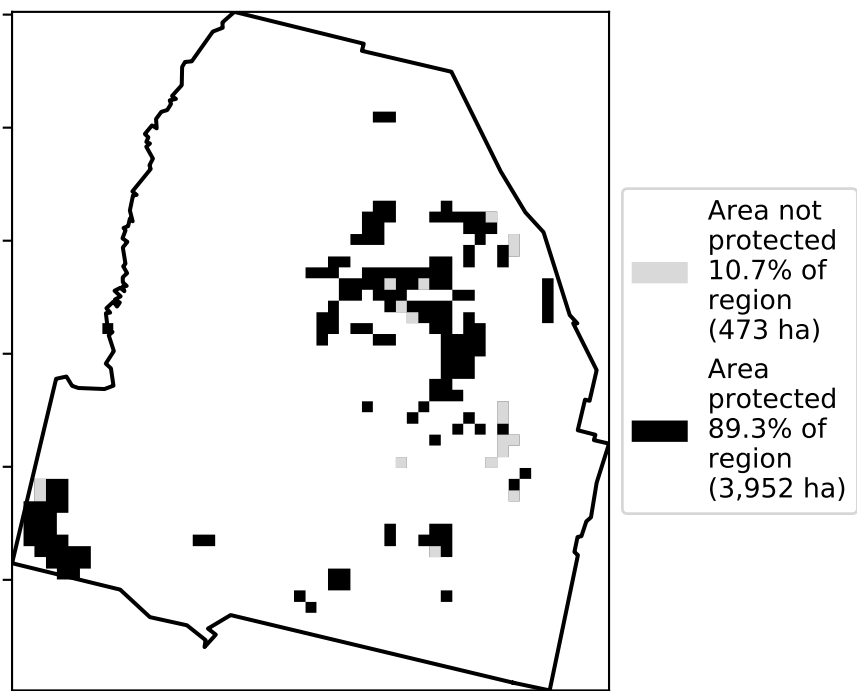 Area not
protected
10.7% of
region
(473 ha)
Area
protected
89.3% of
region
(3,952 ha)